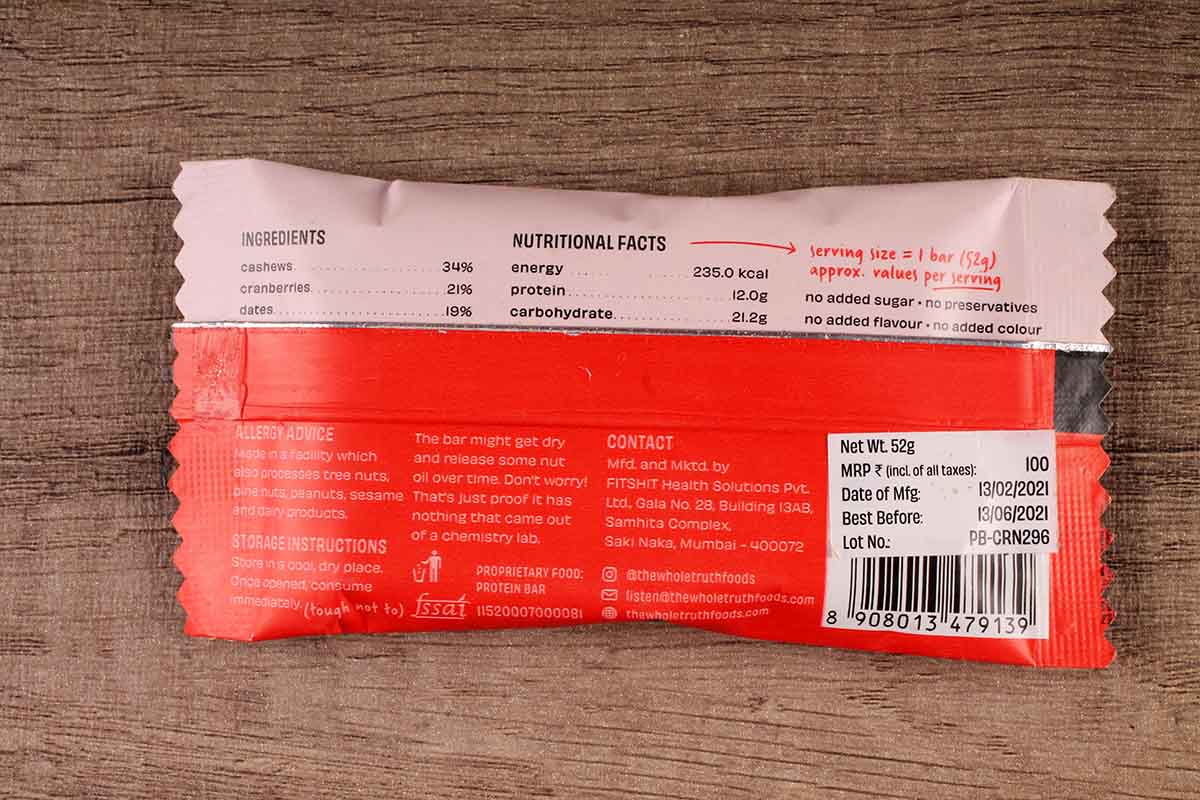 INGREDIENTS
cashews 34%
cranberries 21%
dates 19%
NUTRITIONAL FACTS
energy 235.0 kcal
protein 12.0g
carbohydrate 21.2g
serving size = 1 bar (52g)
approx. values per serving
no added sugar • no preservatives
no added flavour • no added colour
ALLERGY ADVICE
Made in a facility which
also processes tree nuts,
pine nuts, peanuts, sesame
and dairy products.
STORAGE INSTRUCTIONS
Store in a cool, dry place.
Once opened, consume
immediately. (tough not to)
The bar might get dry
and release some nut
oil over time. Don't worry!
That's just proof it has
nothing that came out
of a chemistry lab.
PROPRIETARY FOOD:
PROTEIN BAR
fssai 11520007000081
CONTACT
Mfd. and Mktd. by
FITSHIT Health Solutions Pvt.
Ltd., Gala No. 28, Building 13AB,
Samhita Complex,
Saki Naka, Mumbai - 400072
@thewholetruthfoods
listen@thewholetruthfoods.com
thewholetruthfoods.com
Net Wt. 52g
MRP ₹ (incl. of all taxes): 100
Date of Mfg: 13/02/2021
Best Before: 13/06/2021
Lot No.: PB-CRN296
8 908013 479139